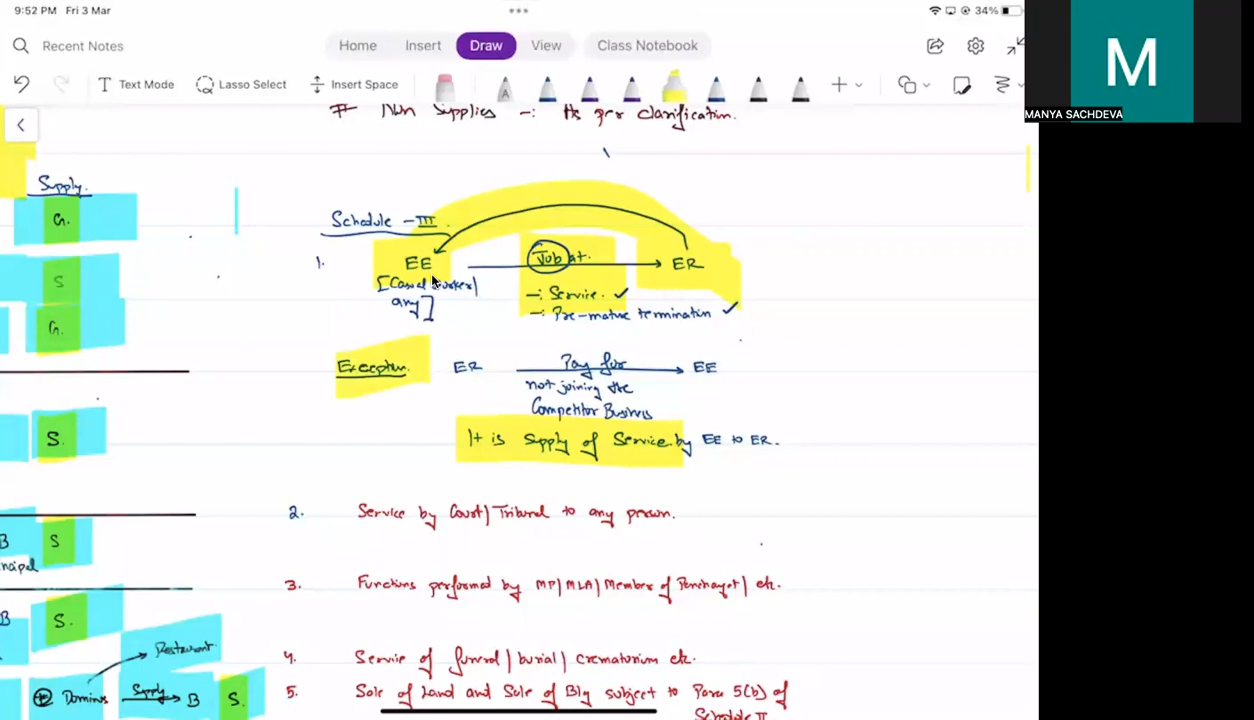 9:52 PM Fri 3 Mar
34%
Recent Notes
Home Insert Draw View Class Notebook
Text Mode Lasso Select Insert Space
M
MANYA SACHDEVA
# Non Supplies -: As per clarification.
Supply.
G.
S
G.
S.
B S
ncipal
B S.
Restaurant
Dominos Supply B S.
Schedule - III
1. EE Job at. ER
[Casual worker
any]
-: Service. ✓
-: Pre-mature termination ✓
Exception. ER Pay for EE
not joining the
Competitor Business
It is supply of Service by EE to ER.
2. Service by Court/Tribunal to any person.
3. Functions performed by MP/MLA/Member of Panchayat/ etc.
4. Service of funeral/burial/crematorium etc.
5. Sale of Land and Sale of Blg subject to Para 5(b) of
Schedule II